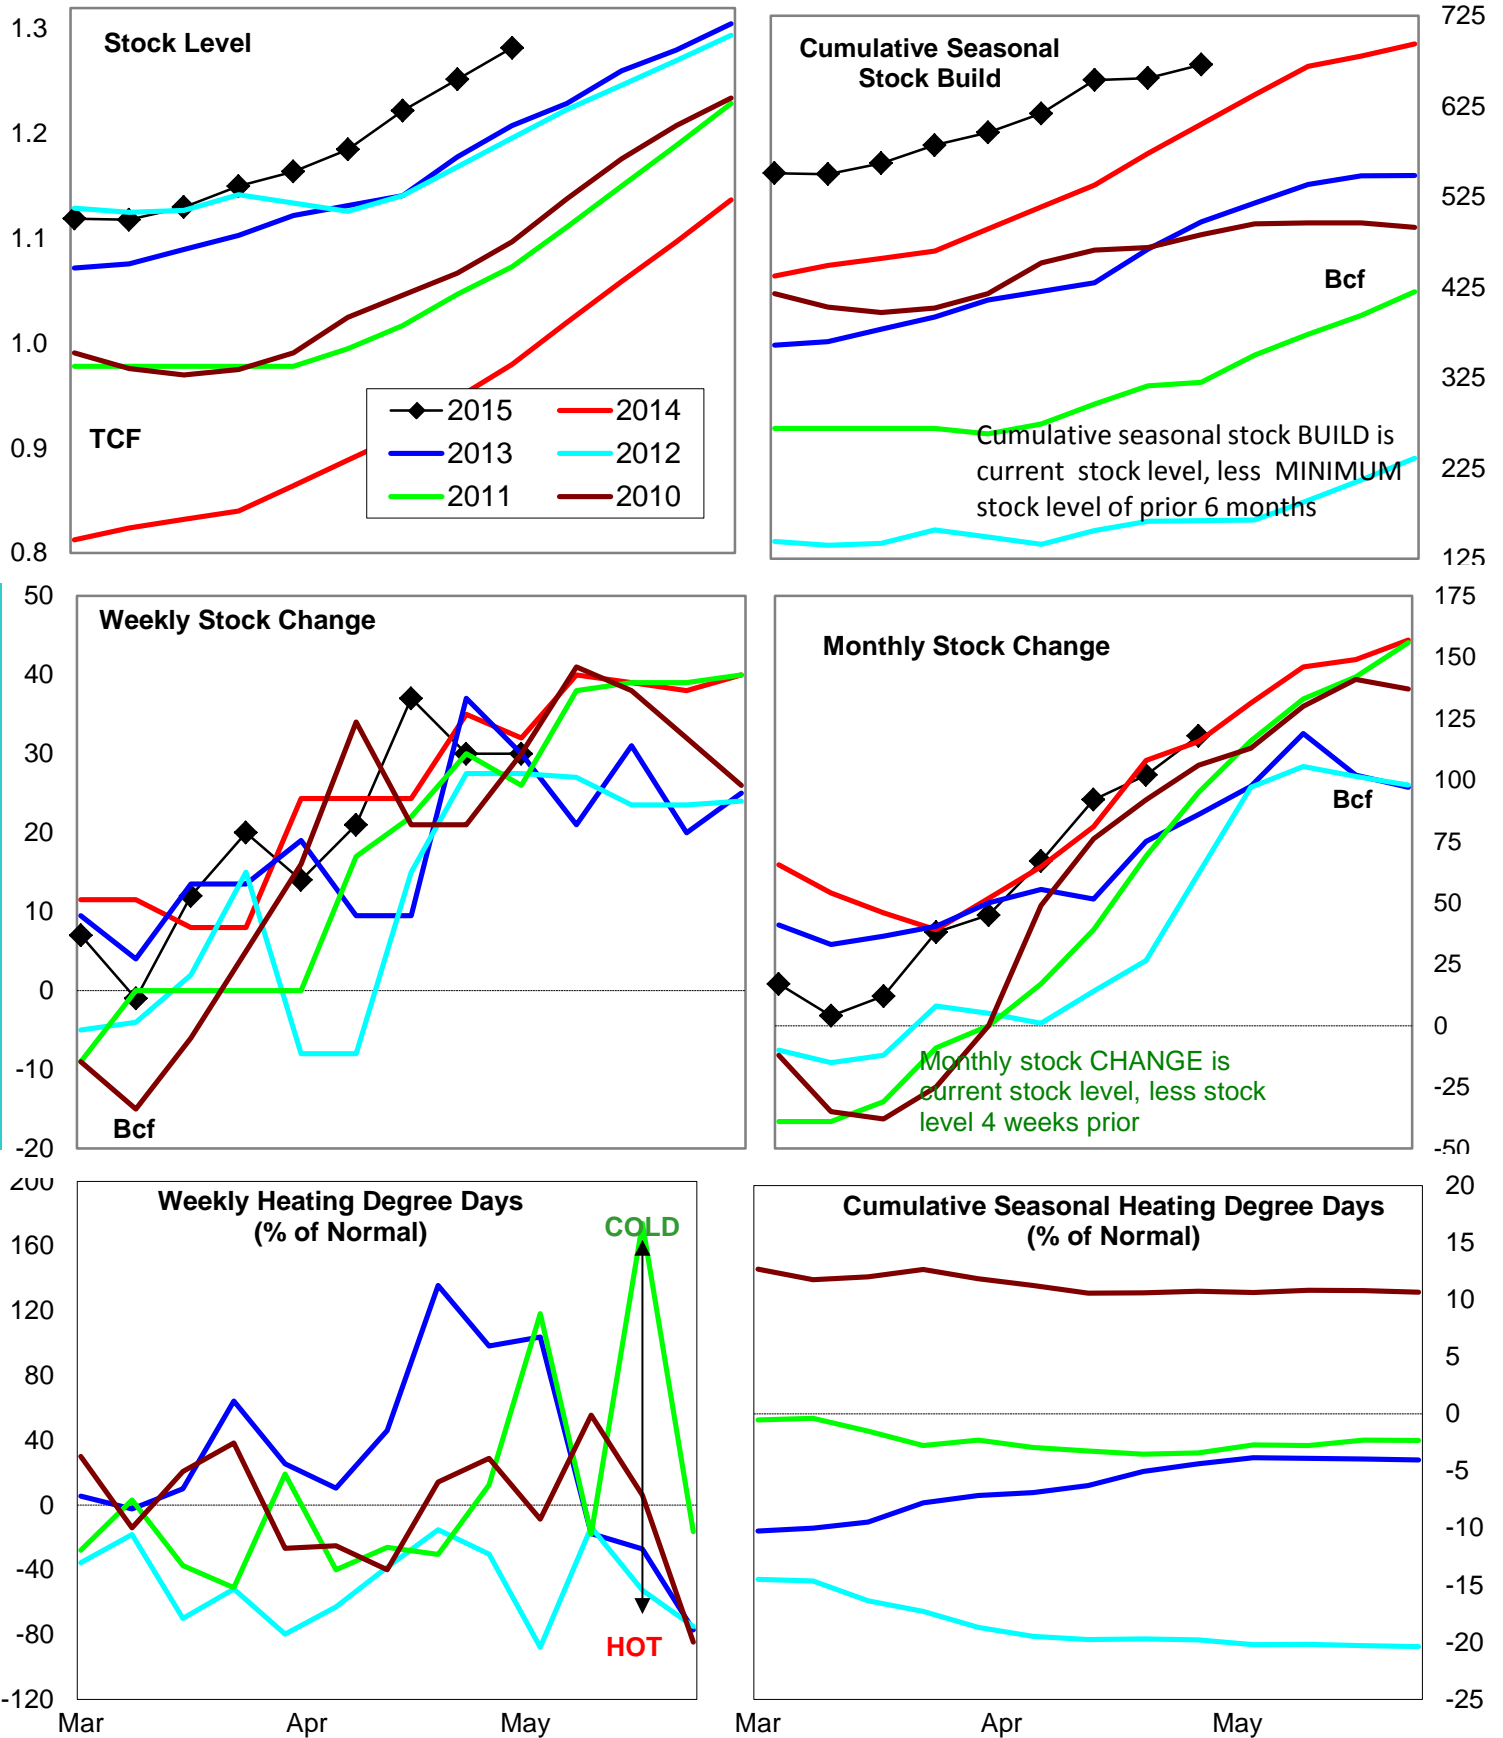 Stock Level
1.3
1.2
1.1
1.0
0.9
0.8
TCF
2015
2014
2013
2012
2011
2010
Cumulative Seasonal
Stock Build
725
625
525
425
325
225
125
Bcf
Cumulative seasonal stock BUILD is
current stock level, less MINIMUM
stock level of prior 6 months
Weekly Stock Change
50
40
30
20
10
0
-10
-20
Bcf
Monthly Stock Change
175
150
125
100
75
50
25
0
-25
-50
Bcf
Monthly stock CHANGE is
current stock level, less stock
level 4 weeks prior
Weekly Heating Degree Days
(% of Normal)
200
160
120
80
40
0
-40
-80
-120
COLD
HOT
Mar
Apr
May
Cumulative Seasonal Heating Degree Days
(% of Normal)
20
15
10
5
0
-5
-10
-15
-20
-25
Mar
Apr
May